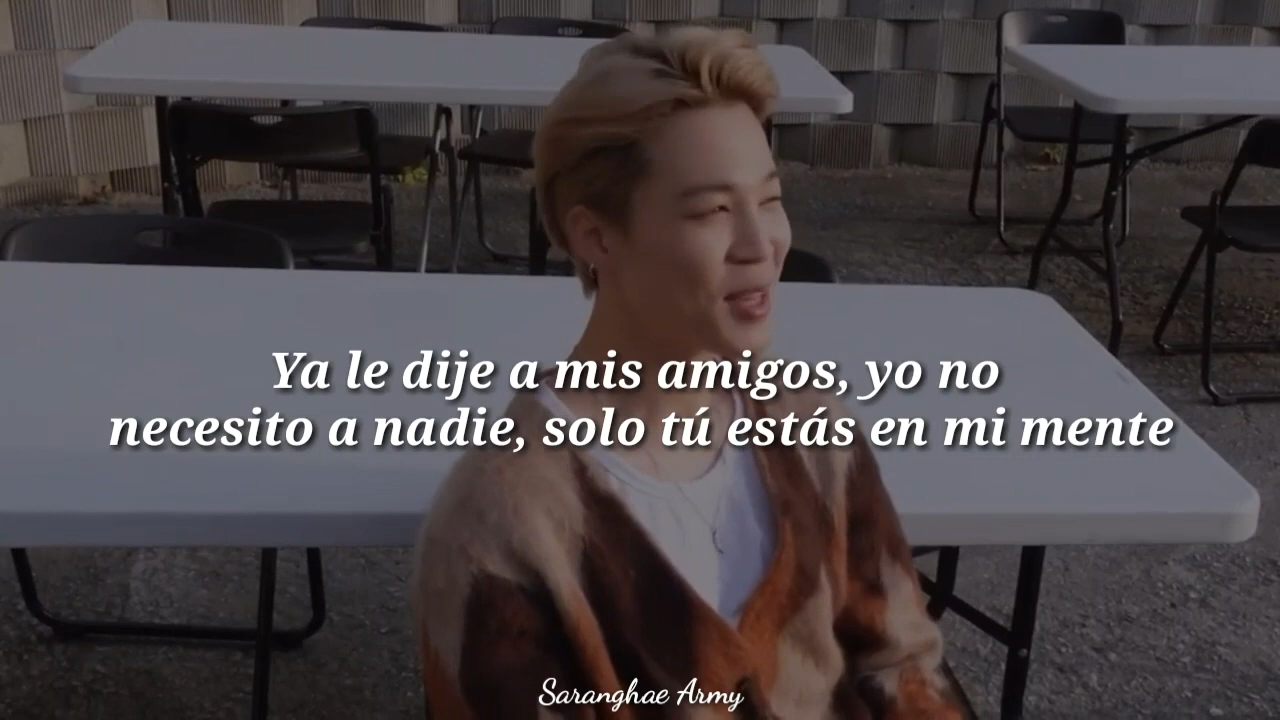 Ya le dije a mis amigos, yo no
necesito a nadie, solo tú estás en mi mente
Saranghae Army